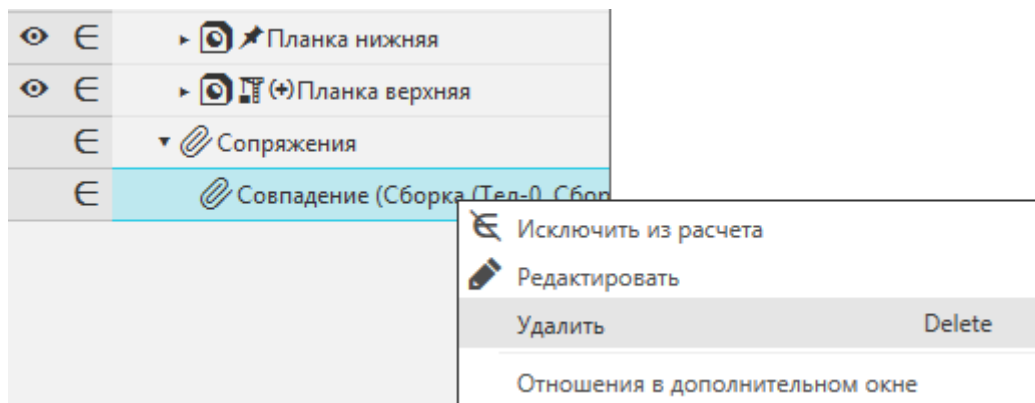 Планка нижняя
(+)Планка верхняя
Сопряжения
Совпадение (Сборка (Тел-0, Сбор
Исключить из расчета
Редактировать
Удалить Delete
Отношения в дополнительном окне